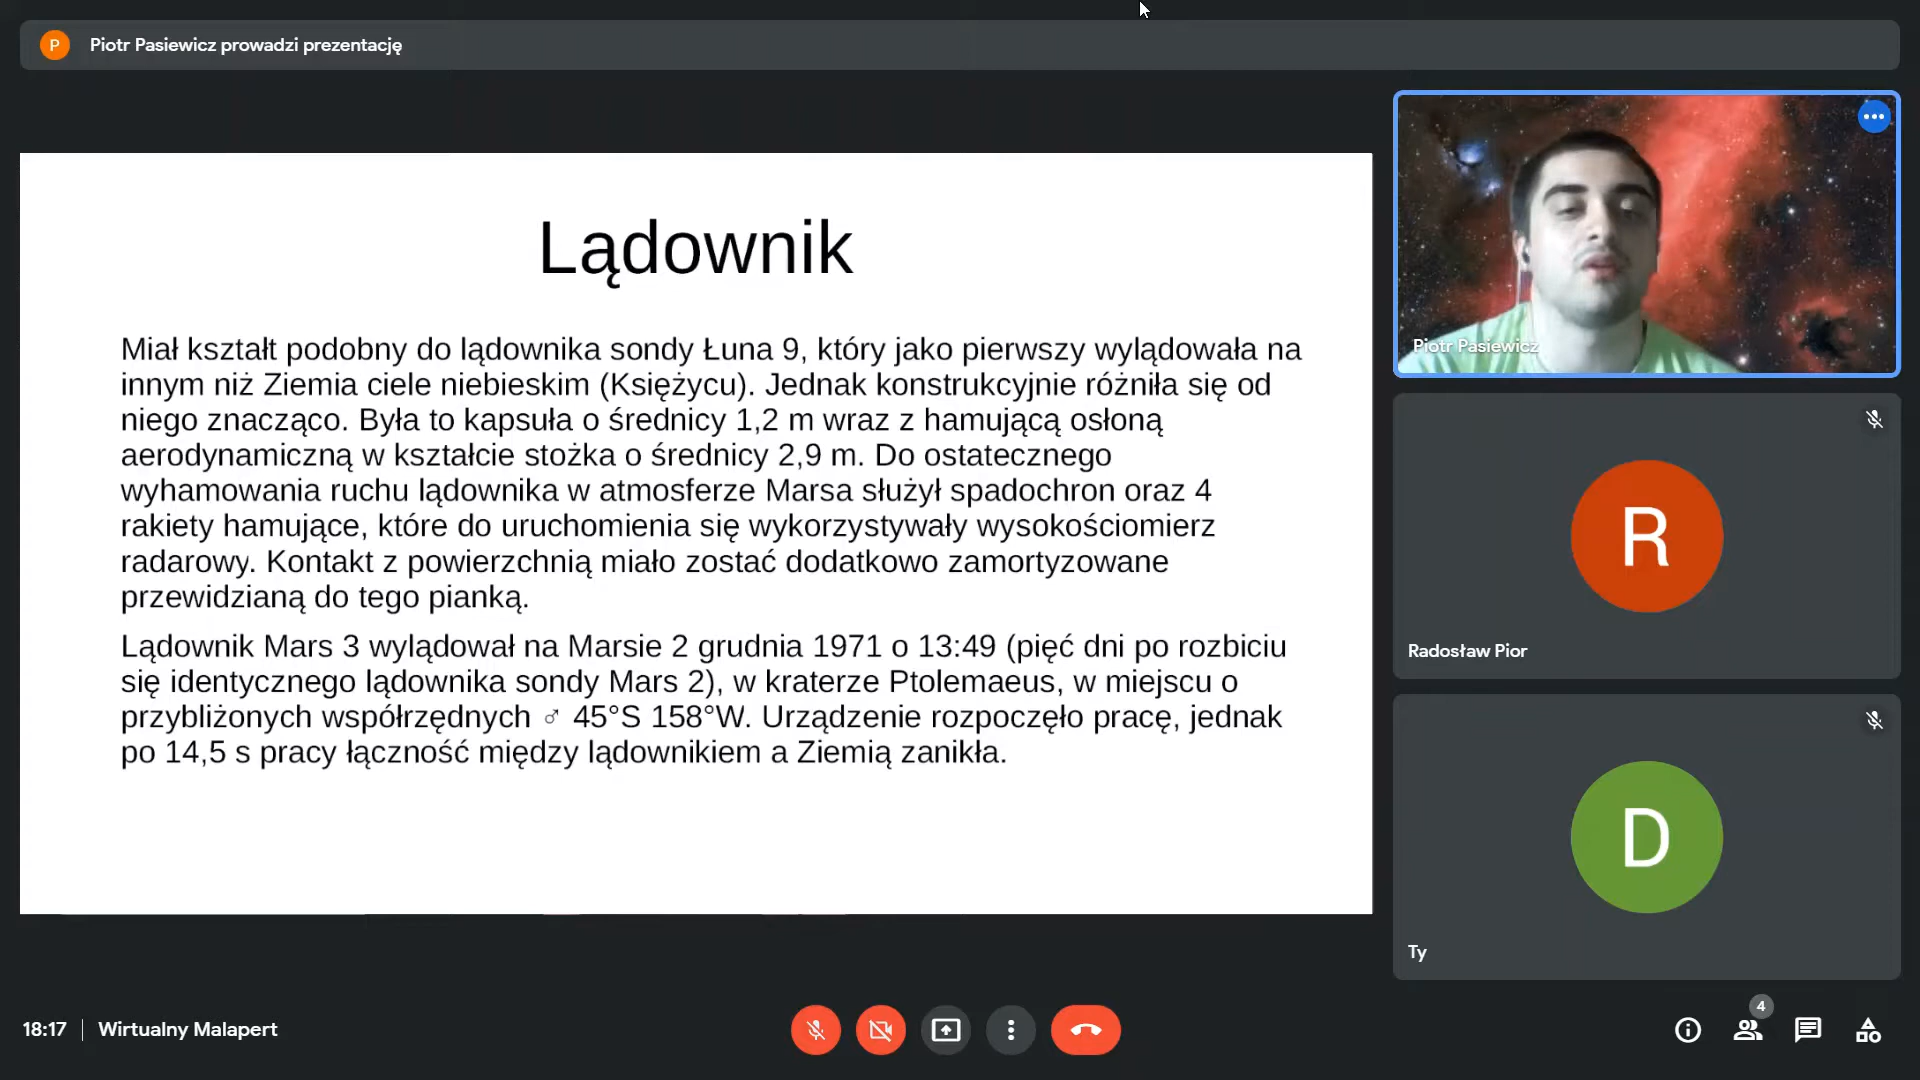 P
Piotr Pasiewicz prowadzi prezentację
Lądownik
Miał kształt podobny do lądownika sondy Łuna 9, który jako pierwszy wylądowała na
innym niż Ziemia ciele niebieskim (Księżycu). Jednak konstrukcyjnie różniła się od
niego znacząco. Była to kapsuła o średnicy 1,2 m wraz z hamującą osłoną
aerodynamiczną w kształcie stożka o średnicy 2,9 m. Do ostatecznego
wyhamowania ruchu lądownika w atmosferze Marsa służył spadochron oraz 4
rakiety hamujące, które do uruchomienia się wykorzystywały wysokościomierz
radarowy. Kontakt z powierzchnią miało zostać dodatkowo zamortyzowane
przewidzianą do tego pianką.
Lądownik Mars 3 wylądował na Marsie 2 grudnia 1971 o 13:49 (pięć dni po rozbiciu
się identycznego lądownika sondy Mars 2), w kraterze Ptolemaeus, w miejscu o
przybliżonych współrzędnych ♂ 45°S 158°W. Urządzenie rozpoczęło pracę, jednak
po 14,5 s pracy łączność między lądownikiem a Ziemią zanikła.
Piotr Pasiewicz
R
Radosław Pior
D
Ty
18:17 | Wirtualny Malapert
4